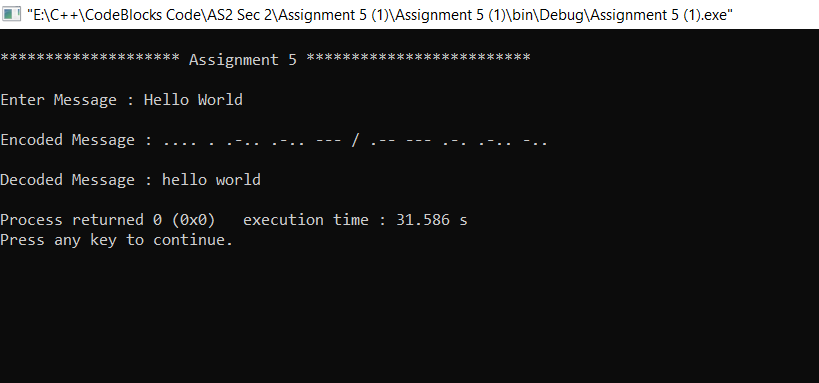 "E:\C++\CodeBlocks Code\AS2 Sec 2\Assignment 5 (1)\Assignment 5 (1)\bin\Debug\Assignment 5 (1).exe"
******************** Assignment 5 *************************
Enter Message : Hello World
Encoded Message : .... . .-.. .-.. --- / .-- --- .-. .-.. -..
Decoded Message : hello world
Process returned 0 (0x0)   execution time : 31.586 s
Press any key to continue.